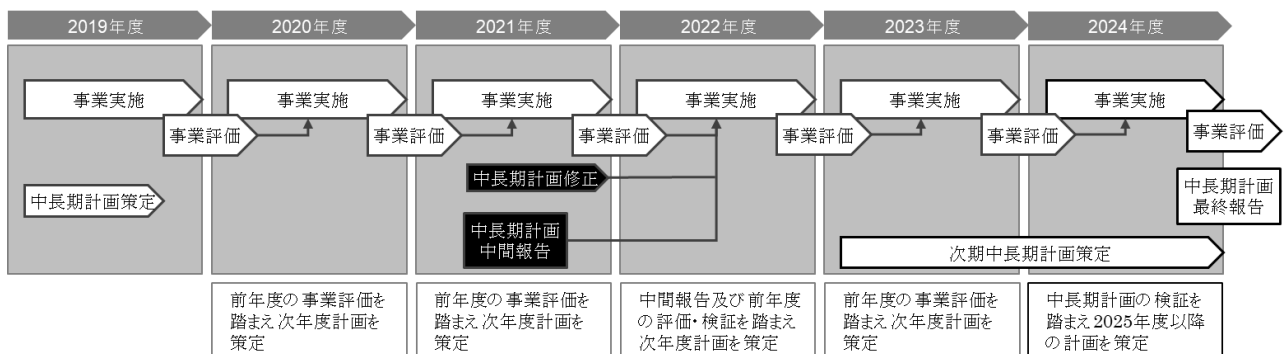 2019年度
2020年度
2021年度
2022年度
2023年度
2024年度
事業実施
事業実施
事業実施
事業実施
事業実施
事業実施
事業評価
事業評価
事業評価
事業評価
事業評価
事業評価
中長期計画修正
中長期計画策定
中長期計画
最終報告
中長期計画
中間報告
次期中長期計画策定
前年度の事業評価を
踏まえ次年度計画を
策定
前年度の事業評価を
踏まえ次年度計画を
策定
中間報告及び前年度
の評価・検証を踏まえ
次年度計画を策定
前年度の事業評価を
踏まえ次年度計画を
策定
中長期計画の検証を
踏まえ2025年度以降
の計画を策定